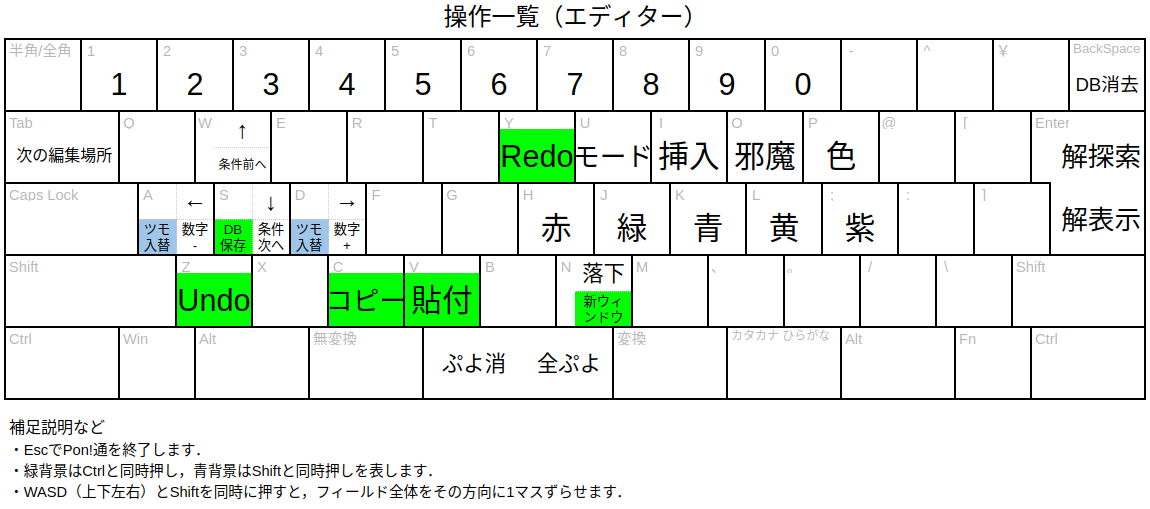 操作一覧（エディター）
半角/全角 1 2 3 4 5 6 7 8 9 0 - ^ ¥ BackSpace
1 2 3 4 5 6 7 8 9 0 DB消去
Tab Q W E R T Y U I O P @ [ Enter
次の編集場所 ↑ 条件前へ Redo モード 挿入 邪魔 色 解探索
Caps Lock A S D F G H J K L ; : ]
← ↓ → 赤 緑 青 黄 紫 解表示
ツモ 数字 DB 条件 ツモ 数字
入替 - 保存 次へ 入替 +
Shift Z X C V B N M 、 。 / \ Shift
Undo コピー 貼付 落下
新ウィ
ンドウ
Ctrl Win Alt 無変換 変換 カタカナ ひらがな Alt Fn Ctrl
ぷよ消 全ぷよ
補足説明など
・EscでPon!通を終了します．
・緑背景はCtrlと同時押し，青背景はShiftと同時押しを表します．
・WASD（上下左右）とShiftを同時に押すと，フィールド全体をその方向に1マスずらせます．